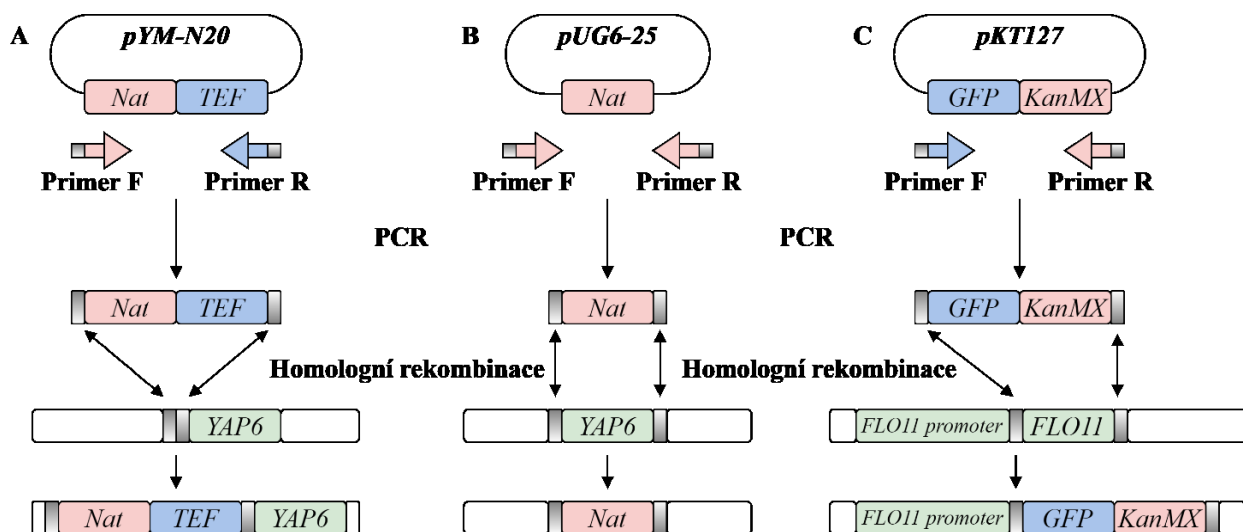 A pYM-N20 B pUG6-25 C pKT127
Nat TEF Nat GFP KanMX
Primer F Primer R Primer F Primer R Primer F Primer R
PCR PCR
Nat TEF Nat GFP KanMX
Homologní rekombinace Homologní rekombinace
YAP6 YAP6 FLO11 promoter FLO11
Nat TEF YAP6 Nat FLO11 promoter GFP KanMX